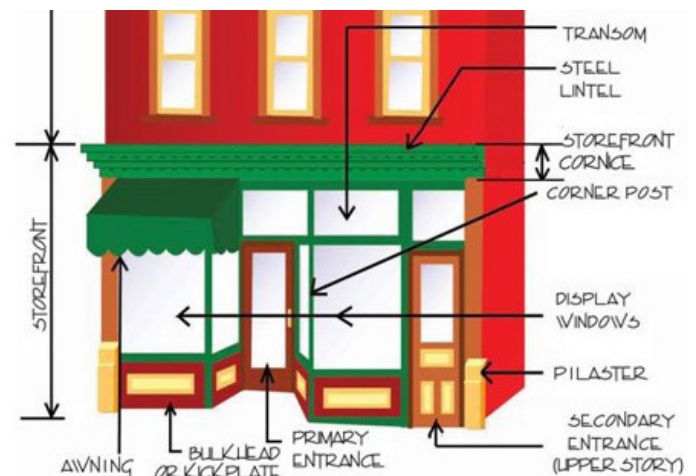 TRANSOM
STEEL
LINTEL
STOREFRONT
CORNICE
CORNER POST
STOREFRONT
DISPLAY
WINDOWS
PILASTER
SECONDARY
ENTRANCE
(UPPER STORY)
PRIMARY
ENTRANCE
BULKHEAD
OR KICKPLATE
AWNING